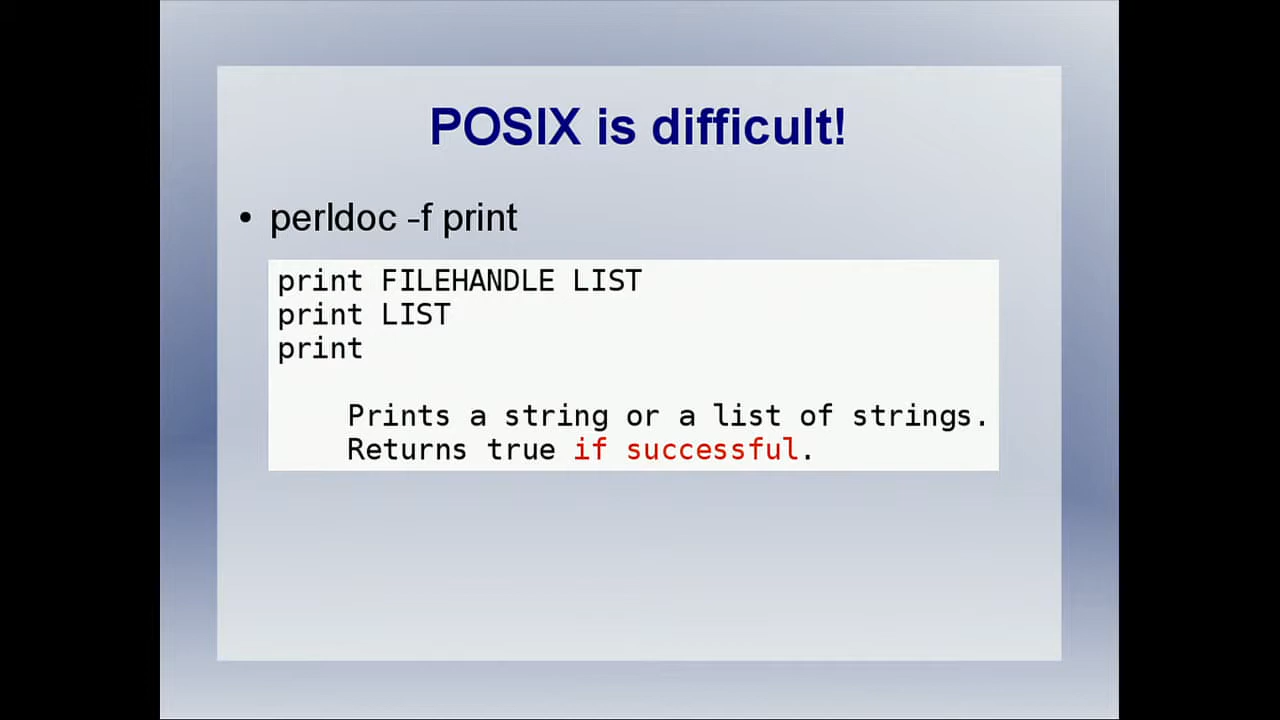 POSIX is difficult!
• perldoc –f print
print FILEHANDLE LIST
print LIST
print
Prints a string or a list of strings.
Returns true if successful.